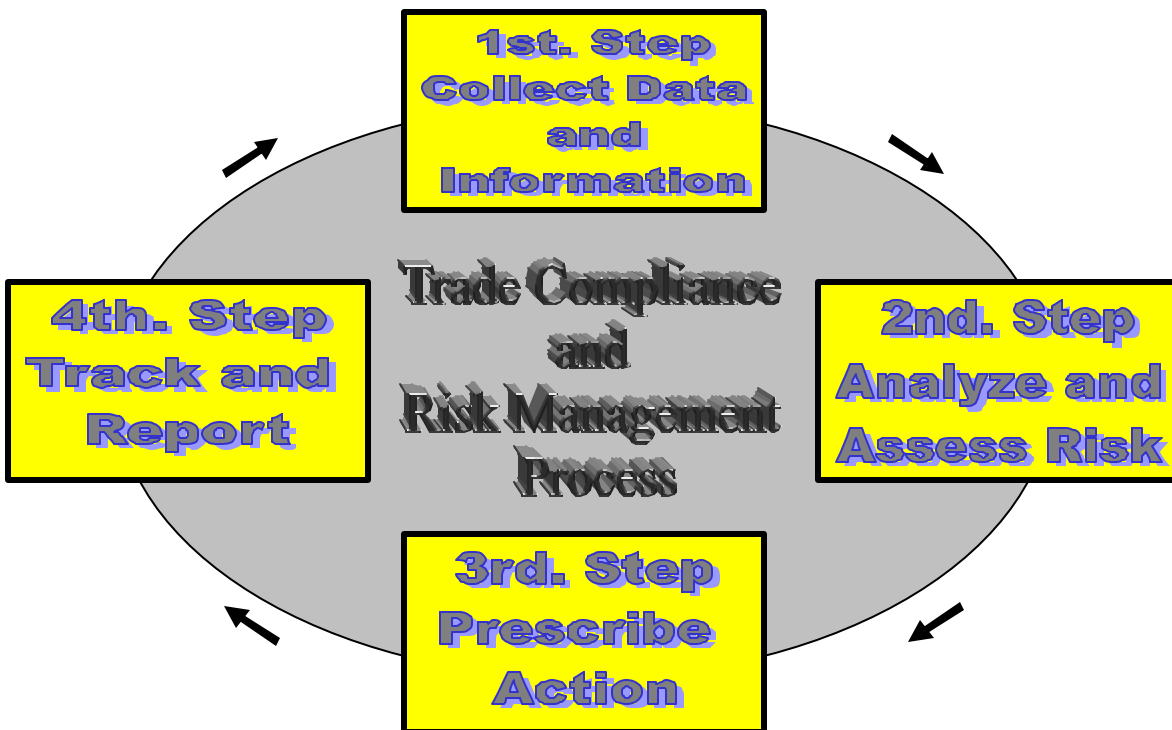 1st. Step
Collect Data
and
Information
Trade Compliance
and
Risk Management
Process
4th. Step
Track and
Report
2nd. Step
Analyze and
Assess Risk
3rd. Step
Prescribe
Action